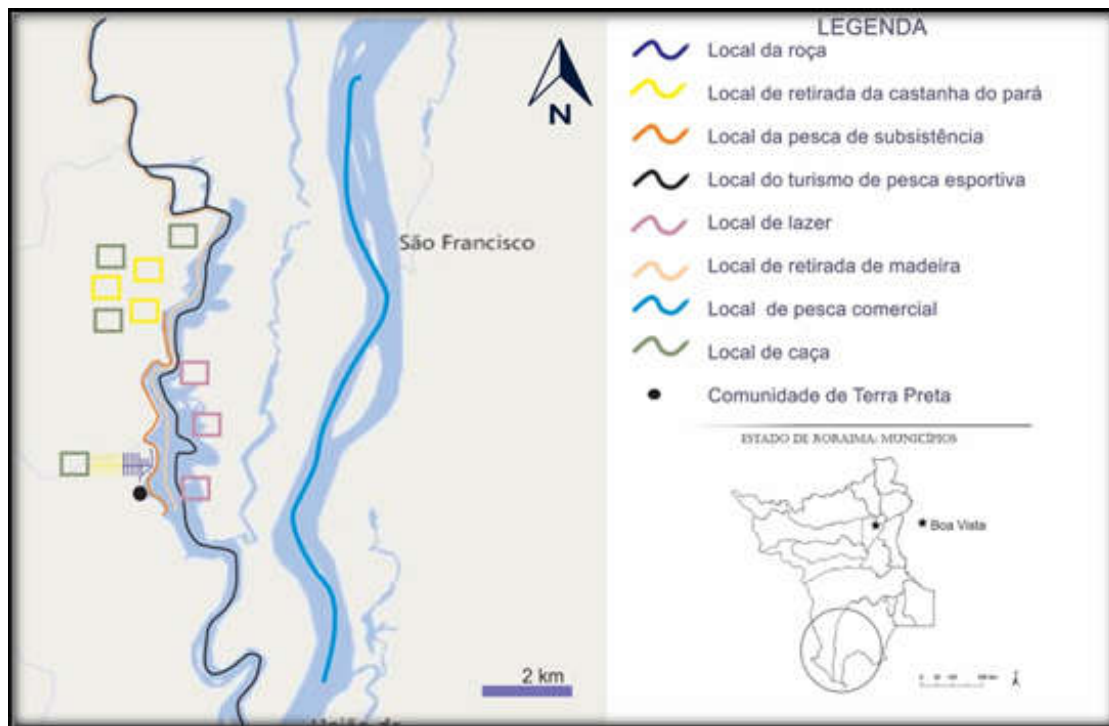 LEGENDA
Local da roça
Local de retirada da castanha do pará
Local da pesca de subsistência
Local do turismo de pesca esportiva
Local de lazer
Local de retirada de madeira
Local de pesca comercial
Local de caça
Comunidade de Terra Preta
N
São Francisco
2 km
União do
ESTADO DE RORAIMA: MUNICÍPIOS
Boa Vista